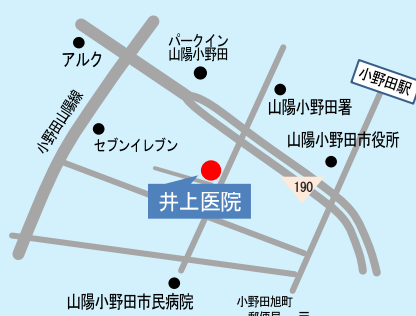 パークイン
山陽小野田
アルク
小野田駅
山陽小野田署
小野田山陽線
セブンイレブン
山陽小野田市役所
190
井上医院
山陽小野田市民病院
小野田旭町